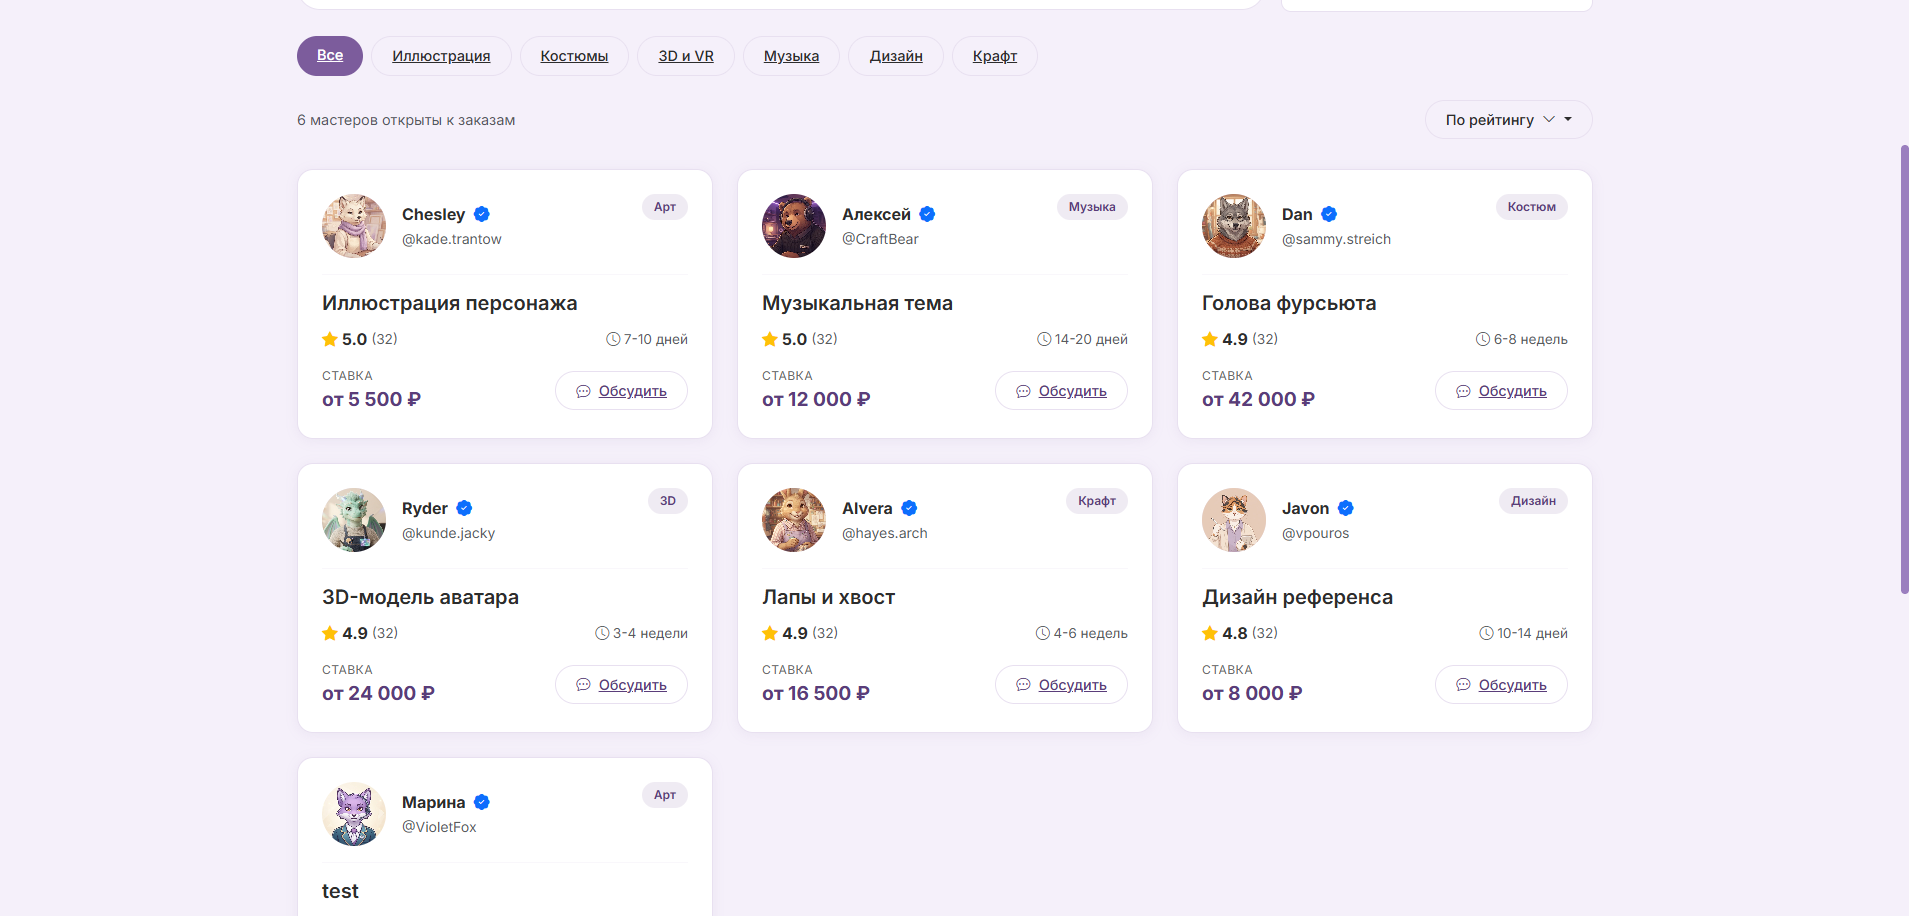 Все Иллюстрация Костюмы 3D и VR Музыка Дизайн Крафт
6 мастеров открыты к заказам По рейтингу
Chesley Арт
@kade.trantow
Иллюстрация персонажа
5.0 (32) 7-10 дней
СТАВКА
от 5 500 ₽ Обсудить
Алексей Музыка
@CraftBear
Музыкальная тема
5.0 (32) 14-20 дней
СТАВКА
от 12 000 ₽ Обсудить
Dan Костюм
@sammy.streich
Голова фурсьюта
4.9 (32) 6-8 недель
СТАВКА
от 42 000 ₽ Обсудить
Ryder 3D
@kunde.jacky
3D-модель аватара
4.9 (32) 3-4 недели
СТАВКА
от 24 000 ₽ Обсудить
Alvera Крафт
@hayes.arch
Лапы и хвост
4.9 (32) 4-6 недель
СТАВКА
от 16 500 ₽ Обсудить
Javon Дизайн
@vpouros
Дизайн референса
4.8 (32) 10-14 дней
СТАВКА
от 8 000 ₽ Обсудить
Марина Арт
@VioletFox
test